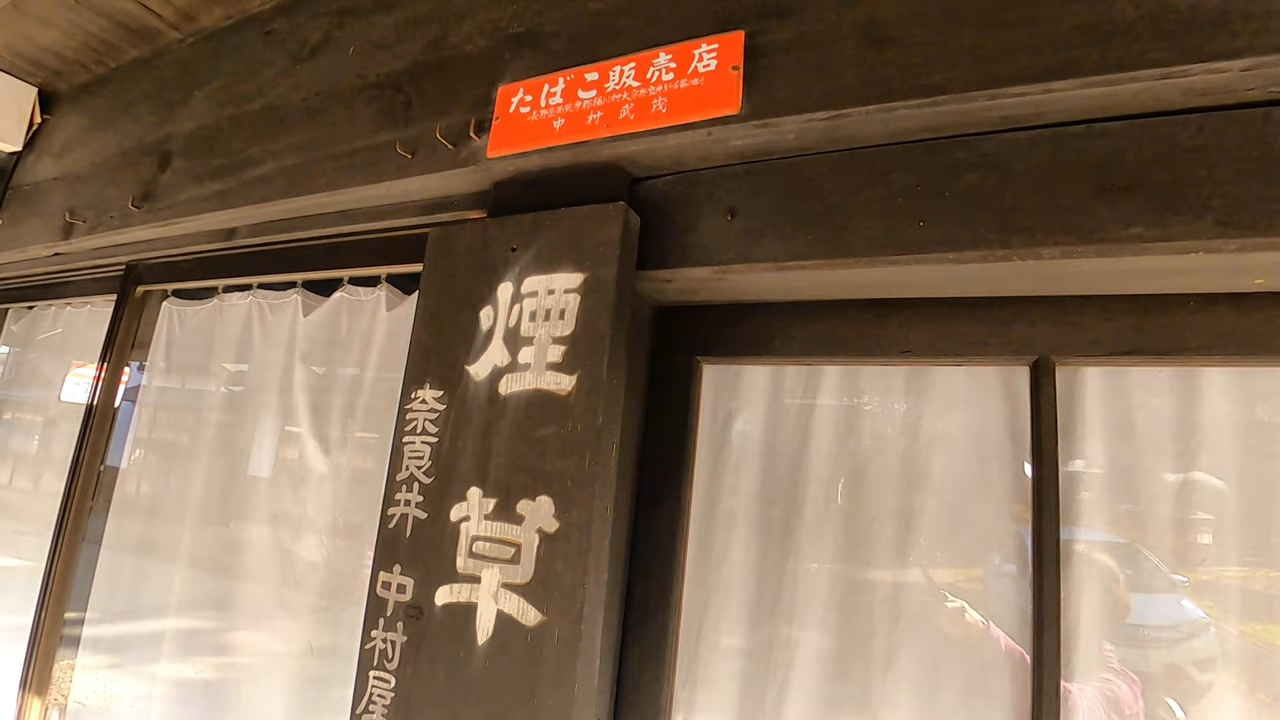 たばこ販売店
中村武茂
煙草
奈良井 中村屋